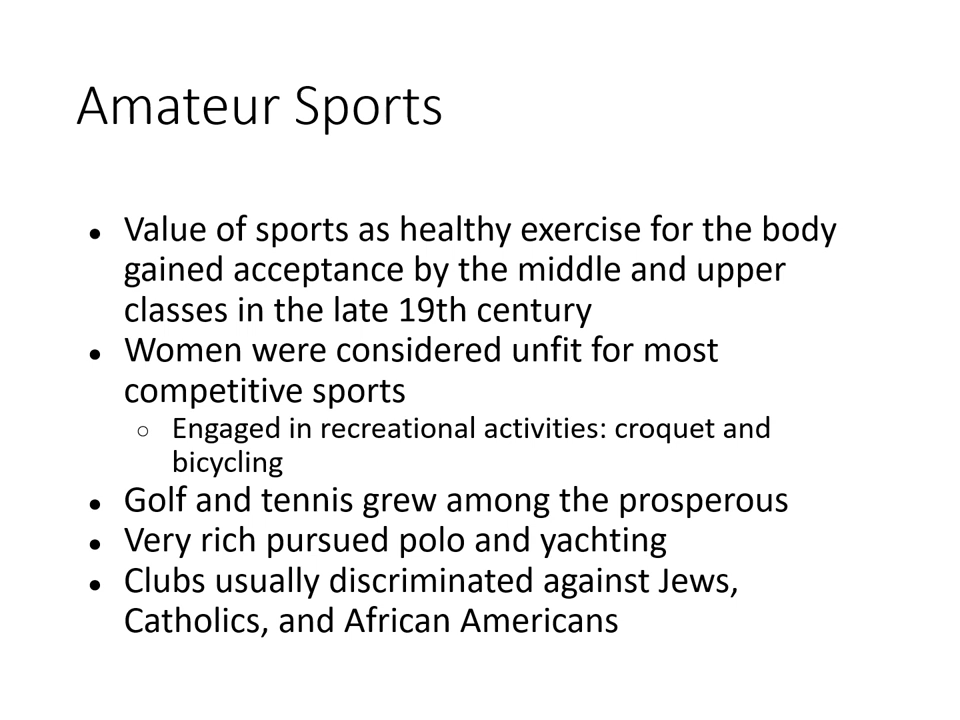 Amateur Sports
● Value of sports as healthy exercise for the body
gained acceptance by the middle and upper
classes in the late 19th century
● Women were considered unfit for most
competitive sports
○ Engaged in recreational activities: croquet and
bicycling
● Golf and tennis grew among the prosperous
● Very rich pursued polo and yachting
● Clubs usually discriminated against Jews,
Catholics, and African Americans